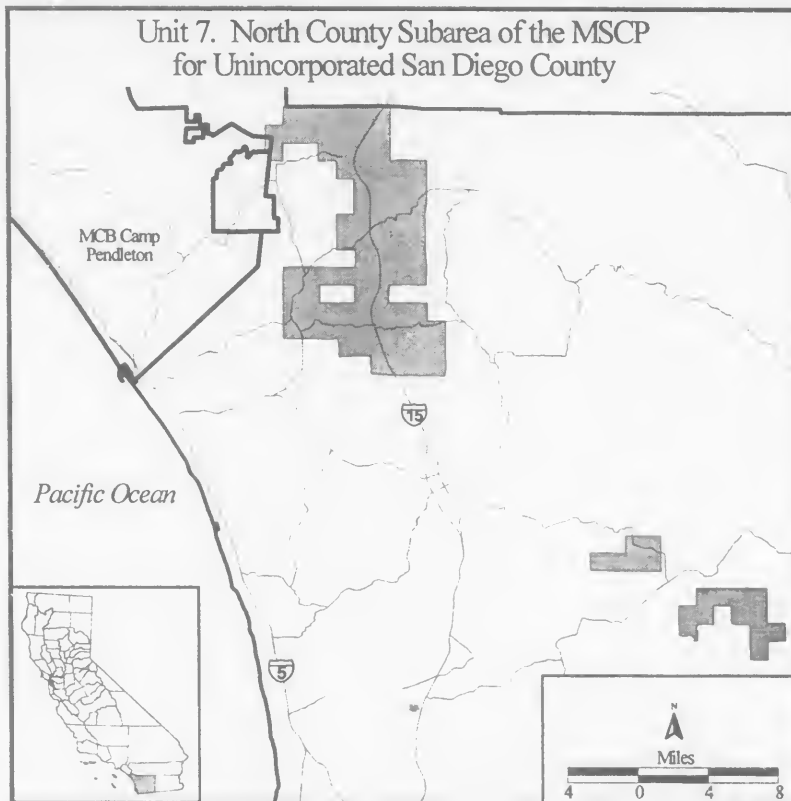 Unit 7. North County Subarea of the MSCP
for Unincorporated San Diego County
MCB Camp
Pendleton
15
Pacific Ocean
5
N
Miles
4 0 4 8